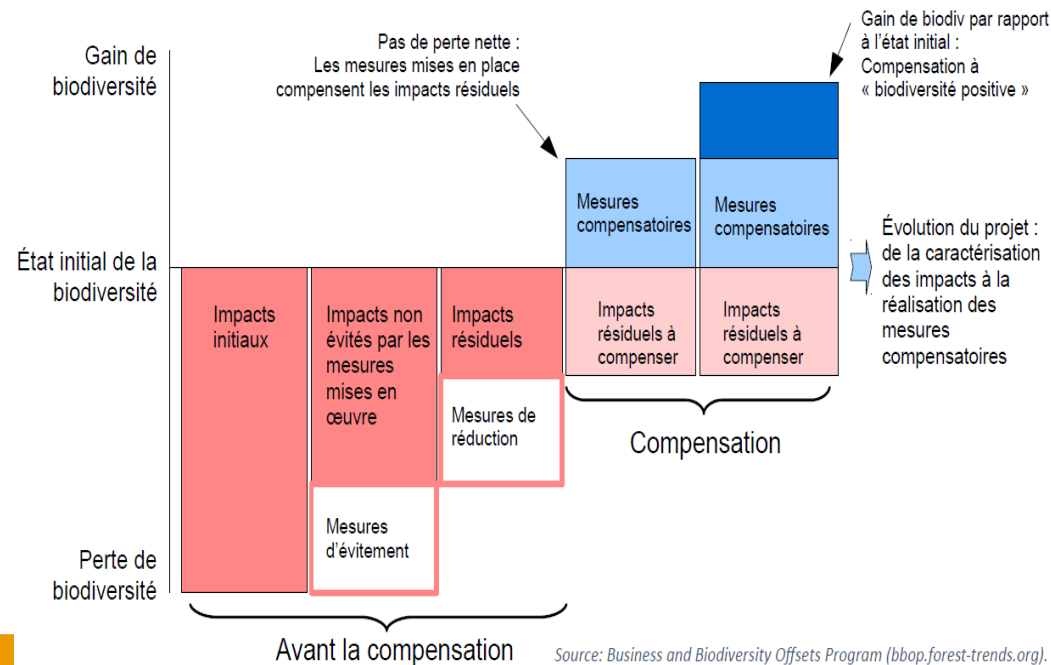 Gain de
biodiversité
Pas de perte nette :
Les mesures mises en place
compensent les impacts résiduels
Gain de biodiv par rapport
à l'état initial :
Compensation à
« biodiversité positive »
Mesures
compensatoires
Mesures
compensatoires
État initial de la
biodiversité
Évolution du projet :
de la caractérisation
des impacts à la
réalisation des
mesures
compensatoires
Impacts
initiaux
Impacts non
évités par les
mesures
mises en
œuvre
Impacts
résiduels
Impacts
résiduels à
compenser
Impacts
résiduels à
compenser
Mesures de
réduction
Compensation
Mesures
d'évitement
Perte de
biodiversité
Avant la compensation
Source: Business and Biodiversity Offsets Program (bbop.forest-trends.org).